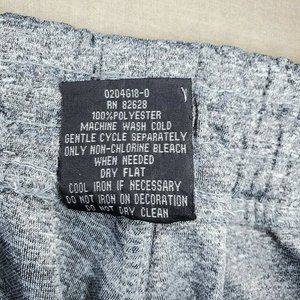 0204G18-0
RN 82628
100%POLYESTER
MACHINE WASH COLD
GENTLE CYCLE SEPARATELY
ONLY NON-CHLORINE BLEACH
WHEN NEEDED
DRY FLAT
COOL IRON IF NECESSARY
DO NOT IRON ON DECORATION
DO NOT DRY CLEAN